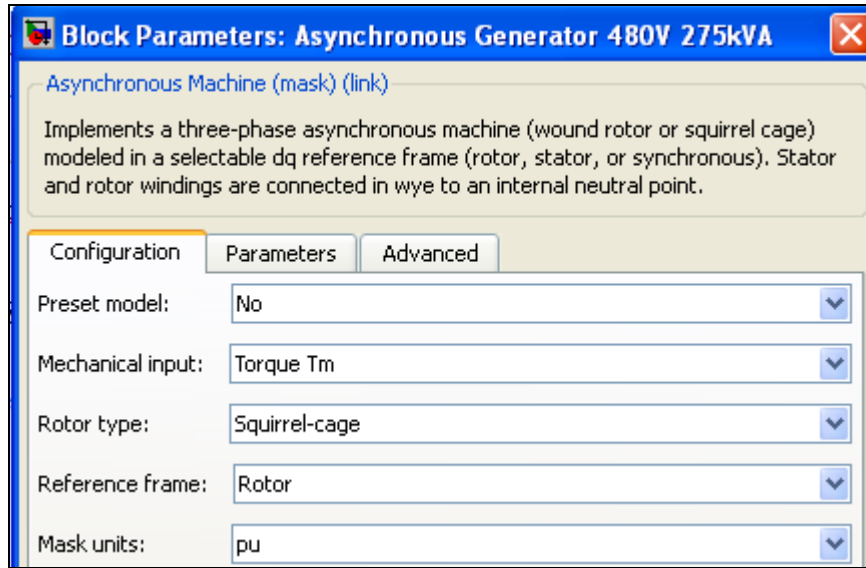 Block Parameters: Asynchronous Generator 480V 275kVA
Asynchronous Machine (mask) (link)
Implements a three-phase asynchronous machine (wound rotor or squirrel cage)
modeled in a selectable dq reference frame (rotor, stator, or synchronous). Stator
and rotor windings are connected in wye to an internal neutral point.
Configuration Parameters Advanced
Preset model: No
Mechanical input: Torque Tm
Rotor type: Squirrel-cage
Reference frame: Rotor
Mask units: pu